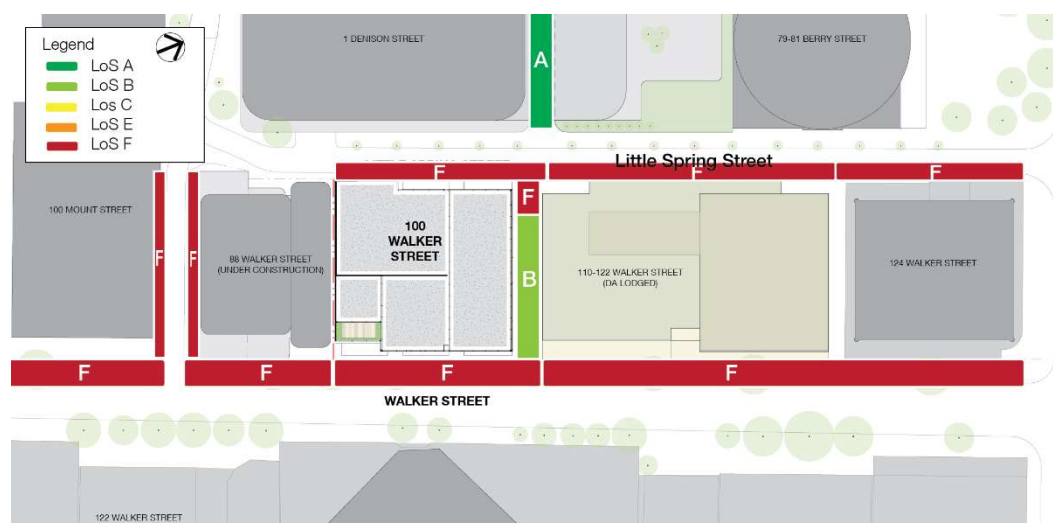 Legend
LoS A
LoS B
Los C
LoS E
LoS F
1 DENISON STREET
A
79-81 BERRY STREET
Little Spring Street
F
F
F
100 MOUNT STREET
F
F
88 WALKER STREET
(UNDER CONSTRUCTION)
100
WALKER
STREET
F
B
110-122 WALKER STREET
(DA LODGED)
124 WALKER STREET
F
F
F
F
WALKER STREET
122 WALKER STREET